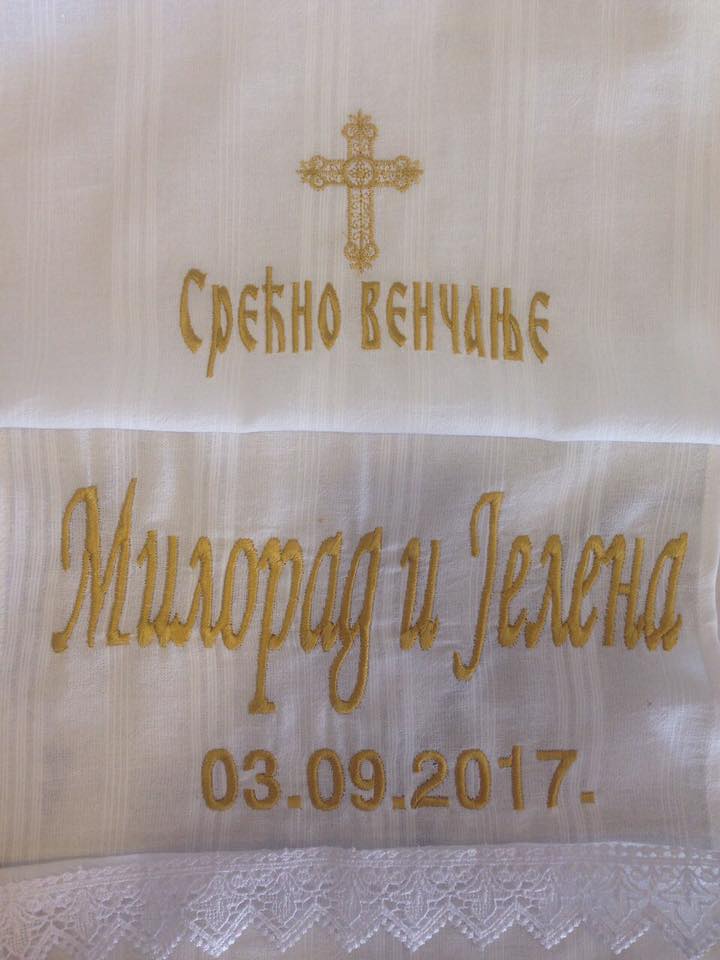 Срећно венчање
Милорад и Јелена
03.09.2017.